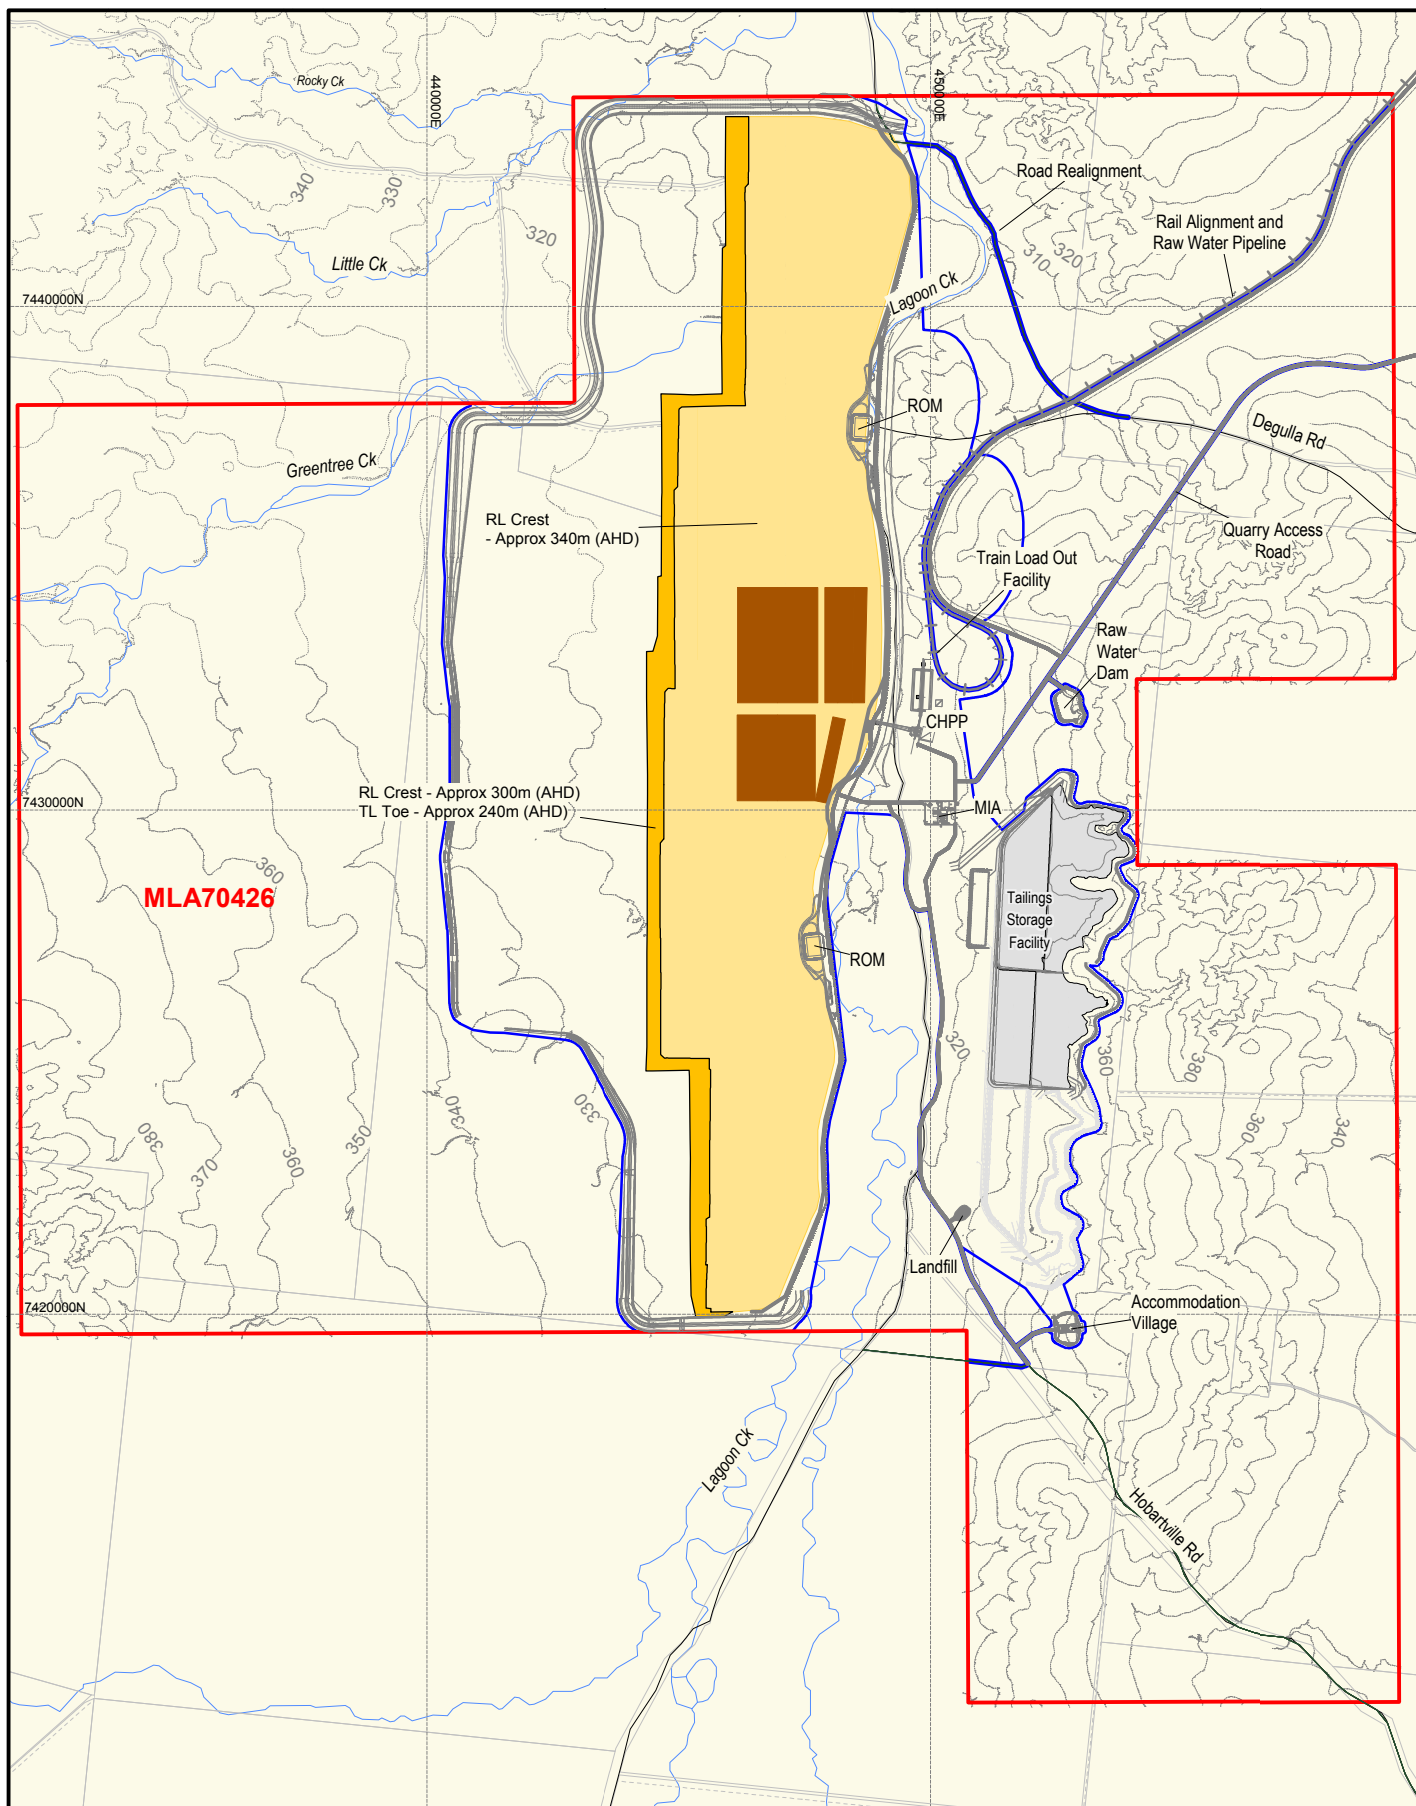 Rocky Ck
440000E
450000E
Road Realignment
340
330
Rail Alignment and
Raw Water Pipeline
320
310
320
Little Ck
Lagoon Ck
7440000N
ROM
Degulla Rd
Greentree Ck
RL Crest
- Approx 340m (AHD)
Quarry Access
Road
Train Load Out
Facility
Raw
Water
Dam
CHPP
RL Crest - Approx 300m (AHD)
TL Toe - Approx 240m (AHD)
7430000N
MIA
360
MLA70426
Tailings
Storage
Facility
ROM
320
360
380
340
330
380
370
360
350
360
340
Landfill
7420000N
Accommodation
Village
Lagoon Ck
Hobartville Rd